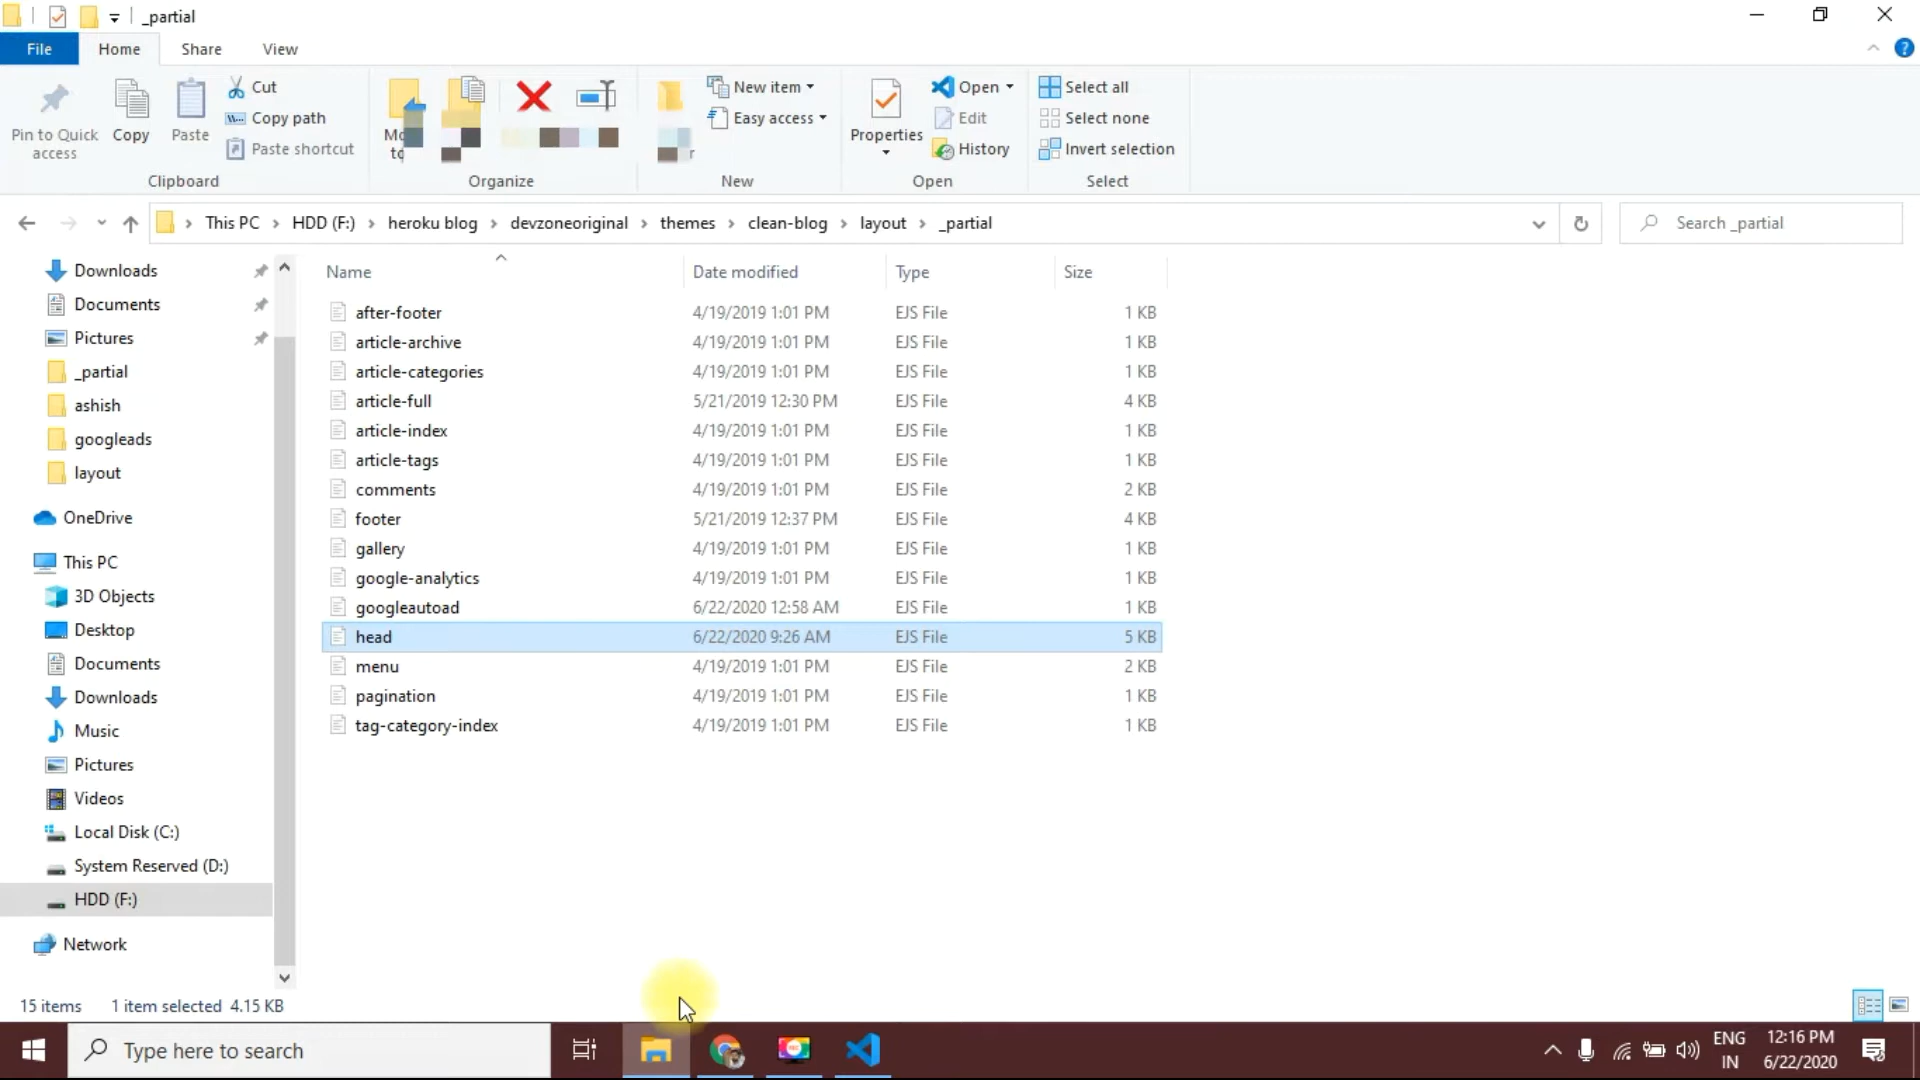 _partial
File Home Share View
Pin to Quick access
Copy
Paste
Cut
Copy path
Paste shortcut
Clipboard
Organize
New item
Easy access
New
Properties
Open
Edit
History
Open
Select all
Select none
Invert selection
Select
This PC › HDD (F:) › heroku blog › devzoneoriginal › themes › clean-blog › layout › _partial
Search _partial
Downloads
Documents
Pictures
_partial
ashish
googleads
layout
OneDrive
This PC
3D Objects
Desktop
Documents
Downloads
Music
Pictures
Videos
Local Disk (C:)
System Reserved (D:)
HDD (F:)
Network
Name Date modified Type Size
after-footer 4/19/2019 1:01 PM EJS File 1 KB
article-archive 4/19/2019 1:01 PM EJS File 1 KB
article-categories 4/19/2019 1:01 PM EJS File 1 KB
article-full 5/21/2019 12:30 PM EJS File 4 KB
article-index 4/19/2019 1:01 PM EJS File 1 KB
article-tags 4/19/2019 1:01 PM EJS File 1 KB
comments 4/19/2019 1:01 PM EJS File 2 KB
footer 5/21/2019 12:37 PM EJS File 4 KB
gallery 4/19/2019 1:01 PM EJS File 1 KB
google-analytics 4/19/2019 1:01 PM EJS File 1 KB
googleautoad 6/22/2020 12:58 AM EJS File 1 KB
head 6/22/2020 9:26 AM EJS File 5 KB
menu 4/19/2019 1:01 PM EJS File 2 KB
pagination 4/19/2019 1:01 PM EJS File 1 KB
tag-category-index 4/19/2019 1:01 PM EJS File 1 KB
15 items 1 item selected 4.15 KB
Type here to search
ENG
IN
12:16 PM
6/22/2020